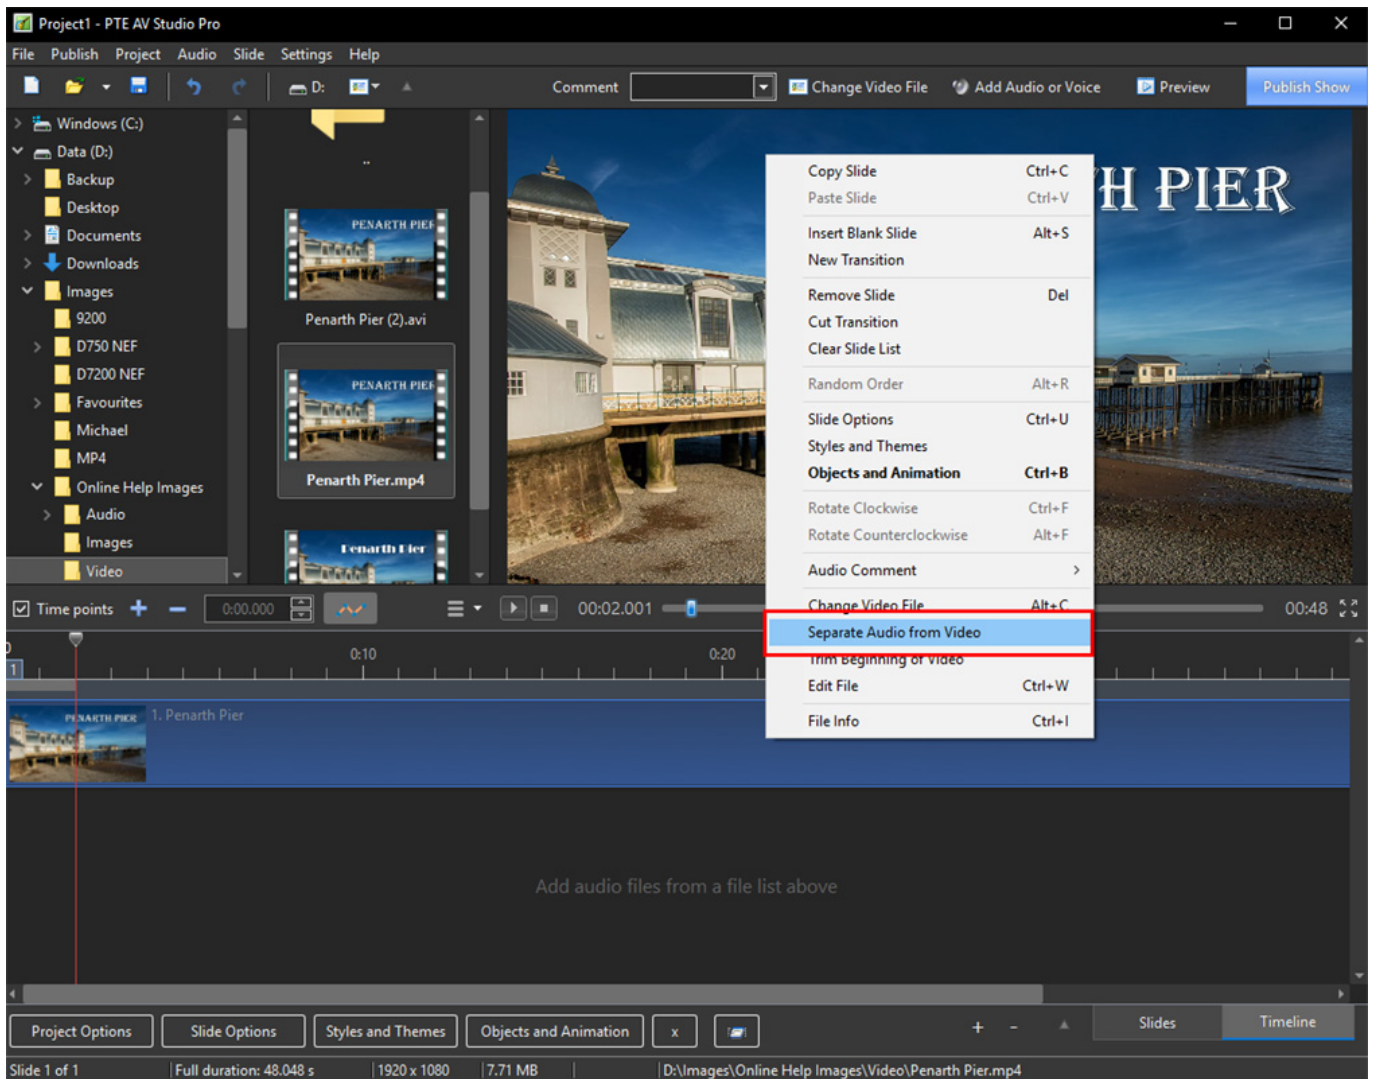 Project1 - PTE AV Studio Pro
File Publish Project Audio Slide Settings Help
D: Comment Change Video File Add Audio or Voice Preview Publish Show
Windows (C:)
Data (D:)
Backup
Desktop
Documents
Downloads
Images
9200
D750 NEF
D7200 NEF
Favourites
Michael
MP4
Online Help Images
Audio
Images
Video
..
PENARTH PIER
Penarth Pier (2).avi
PENARTH PIER
Penarth Pier.mp4
Penarth Pier
H PIER
Copy Slide Ctrl+C
Paste Slide Ctrl+V
Insert Blank Slide Alt+S
New Transition
Remove Slide Del
Cut Transition
Clear Slide List
Random Order Alt+R
Slide Options Ctrl+U
Styles and Themes
Objects and Animation Ctrl+B
Rotate Clockwise Ctrl+F
Rotate Counterclockwise Alt+F
Audio Comment
Change Video File Alt+C
Separate Audio from Video
Trim Beginning of Video
Edit File Ctrl+W
File Info Ctrl+I
Time points 0:00.000 00:02.001 00:48
0:10 0:20
1
PENARTH PIER
1. Penarth Pier
Add audio files from a file list above
Project Options Slide Options Styles and Themes Objects and Animation x + - Slides Timeline
Slide 1 of 1 Full duration: 48.048 s 1920 x 1080 7.71 MB D:\Images\Online Help Images\Video\Penarth Pier.mp4